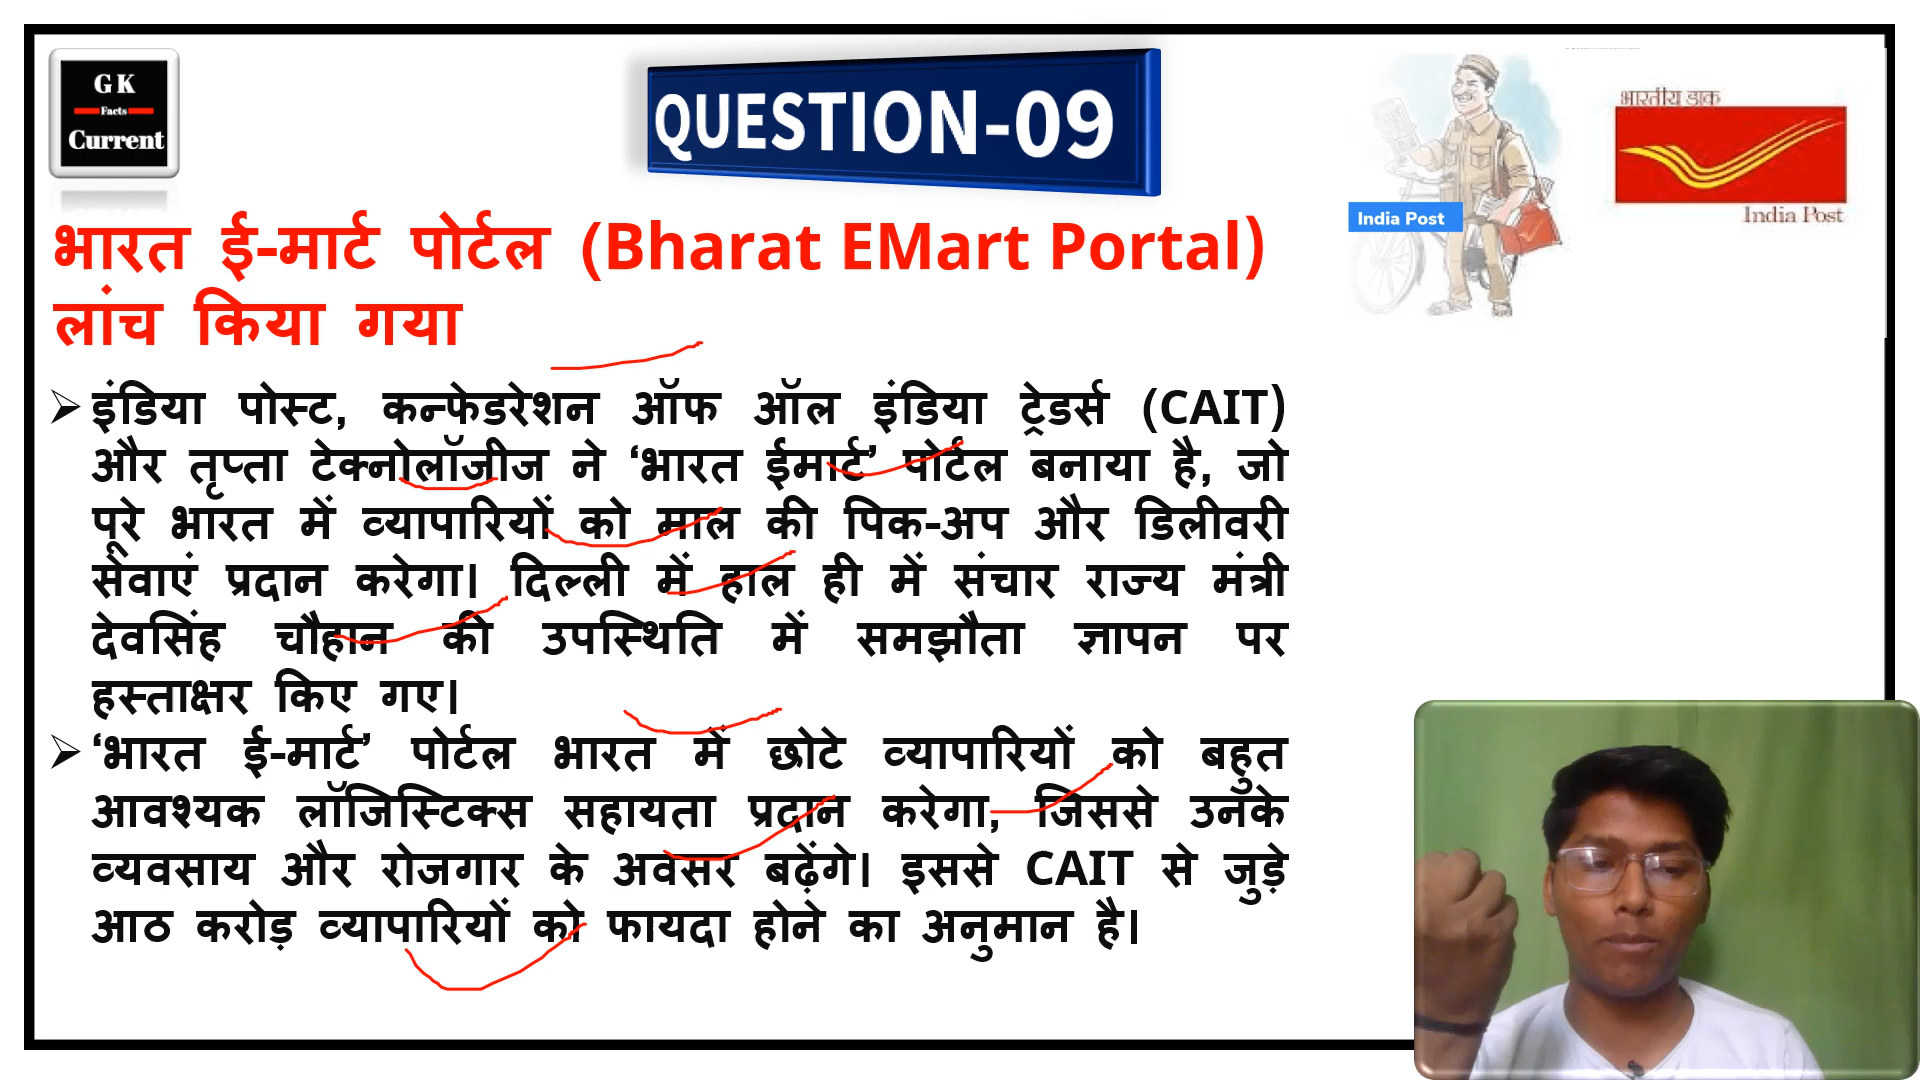 G K
Facts
Current
QUESTION-09
भारतीय डाक
India Post
India Post
भारत ई-मार्ट पोर्टल (Bharat EMart Portal)
लांच किया गया
इंडिया पोस्ट, कन्फेडरेशन ऑफ ऑल इंडिया ट्रेडर्स (CAIT)
और तृप्ता टेक्नोलॉजीज ने ‘भारत ईमार्ट’ पोर्टल बनाया है, जो
पूरे भारत में व्यापारियों को माल की पिक-अप और डिलीवरी
सेवाएं प्रदान करेगा। दिल्ली में हाल ही में संचार राज्य मंत्री
देवसिंह चौहान की उपस्थिति में समझौता ज्ञापन पर
हस्ताक्षर किए गए।
‘भारत ई-मार्ट’ पोर्टल भारत में छोटे व्यापारियों को बहुत
आवश्यक लॉजिस्टिक्स सहायता प्रदान करेगा, जिससे उनके
व्यवसाय और रोजगार के अवसर बढ़ेंगे। इससे CAIT से जुड़े
आठ करोड़ व्यापारियों को फायदा होने का अनुमान है।